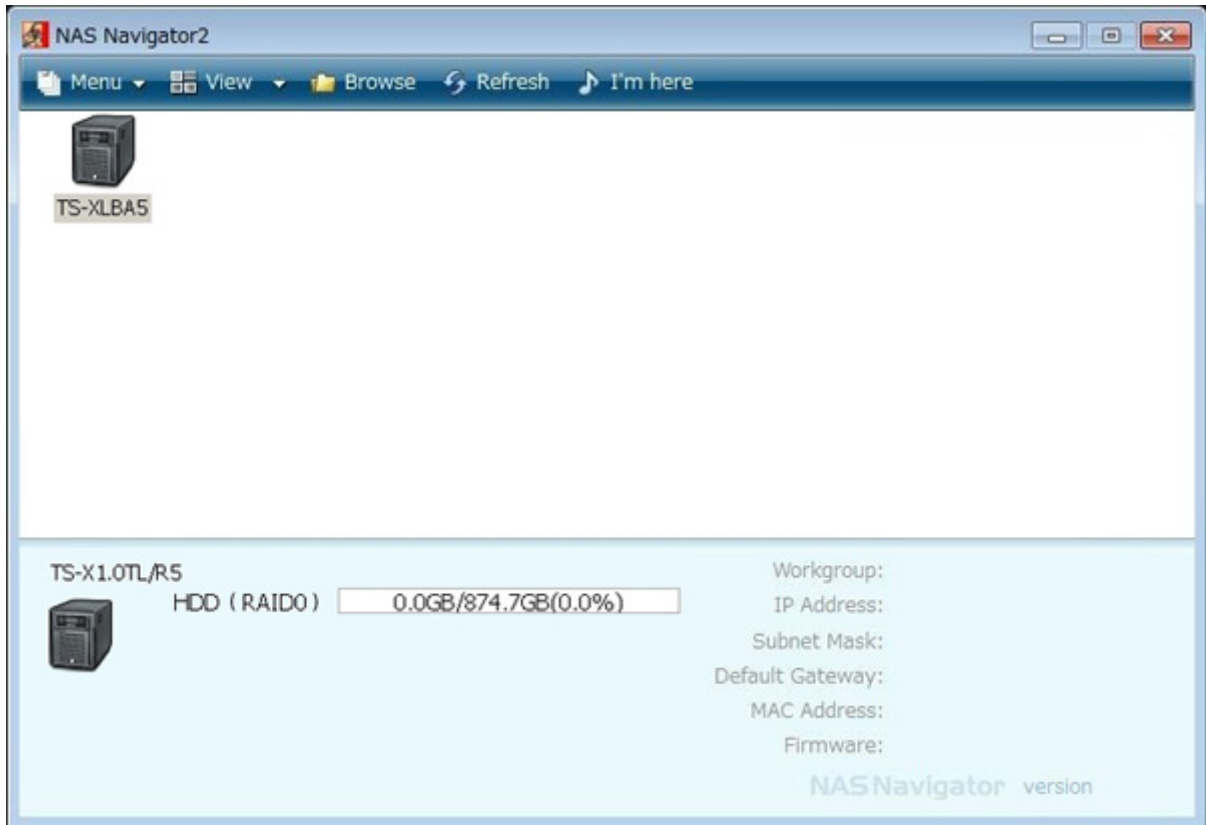 NAS Navigator2
Menu View Browse Refresh I'm here
TS-XLBA5
TS-X1.0TL/R5
HDD (RAID0) 0.0GB/874.7GB(0.0%)
Workgroup:
IP Address:
Subnet Mask:
Default Gateway:
MAC Address:
Firmware:
NASNavigator version